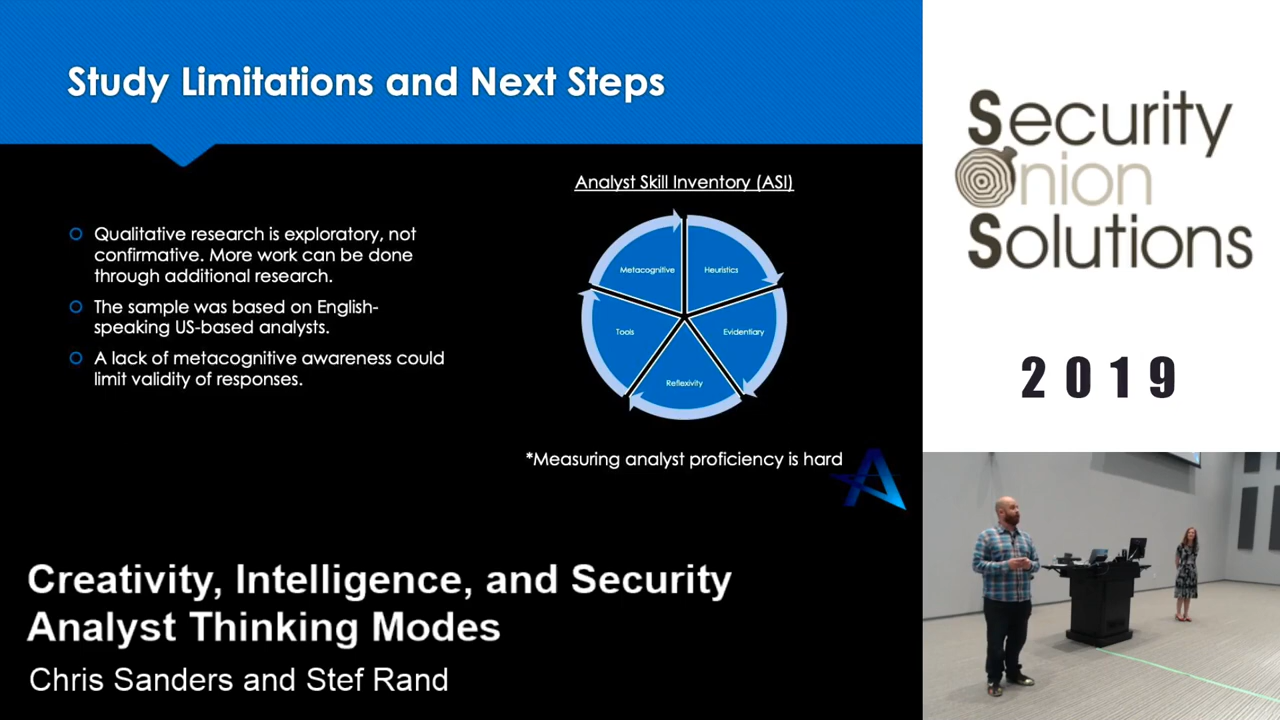 Study Limitations and Next Steps
Analyst Skill Inventory (ASI)
Qualitative research is exploratory, not
confirmative. More work can be done
through additional research.
The sample was based on English-
speaking US-based analysts.
A lack of metacognitive awareness could
limit validity of responses.
Metacognitive
Heuristics
Tools
Evidentiary
Reflexivity
*Measuring analyst proficiency is hard
Creativity, Intelligence, and Security
Analyst Thinking Modes
Chris Sanders and Stef Rand
Security
Onion
Solutions
2019